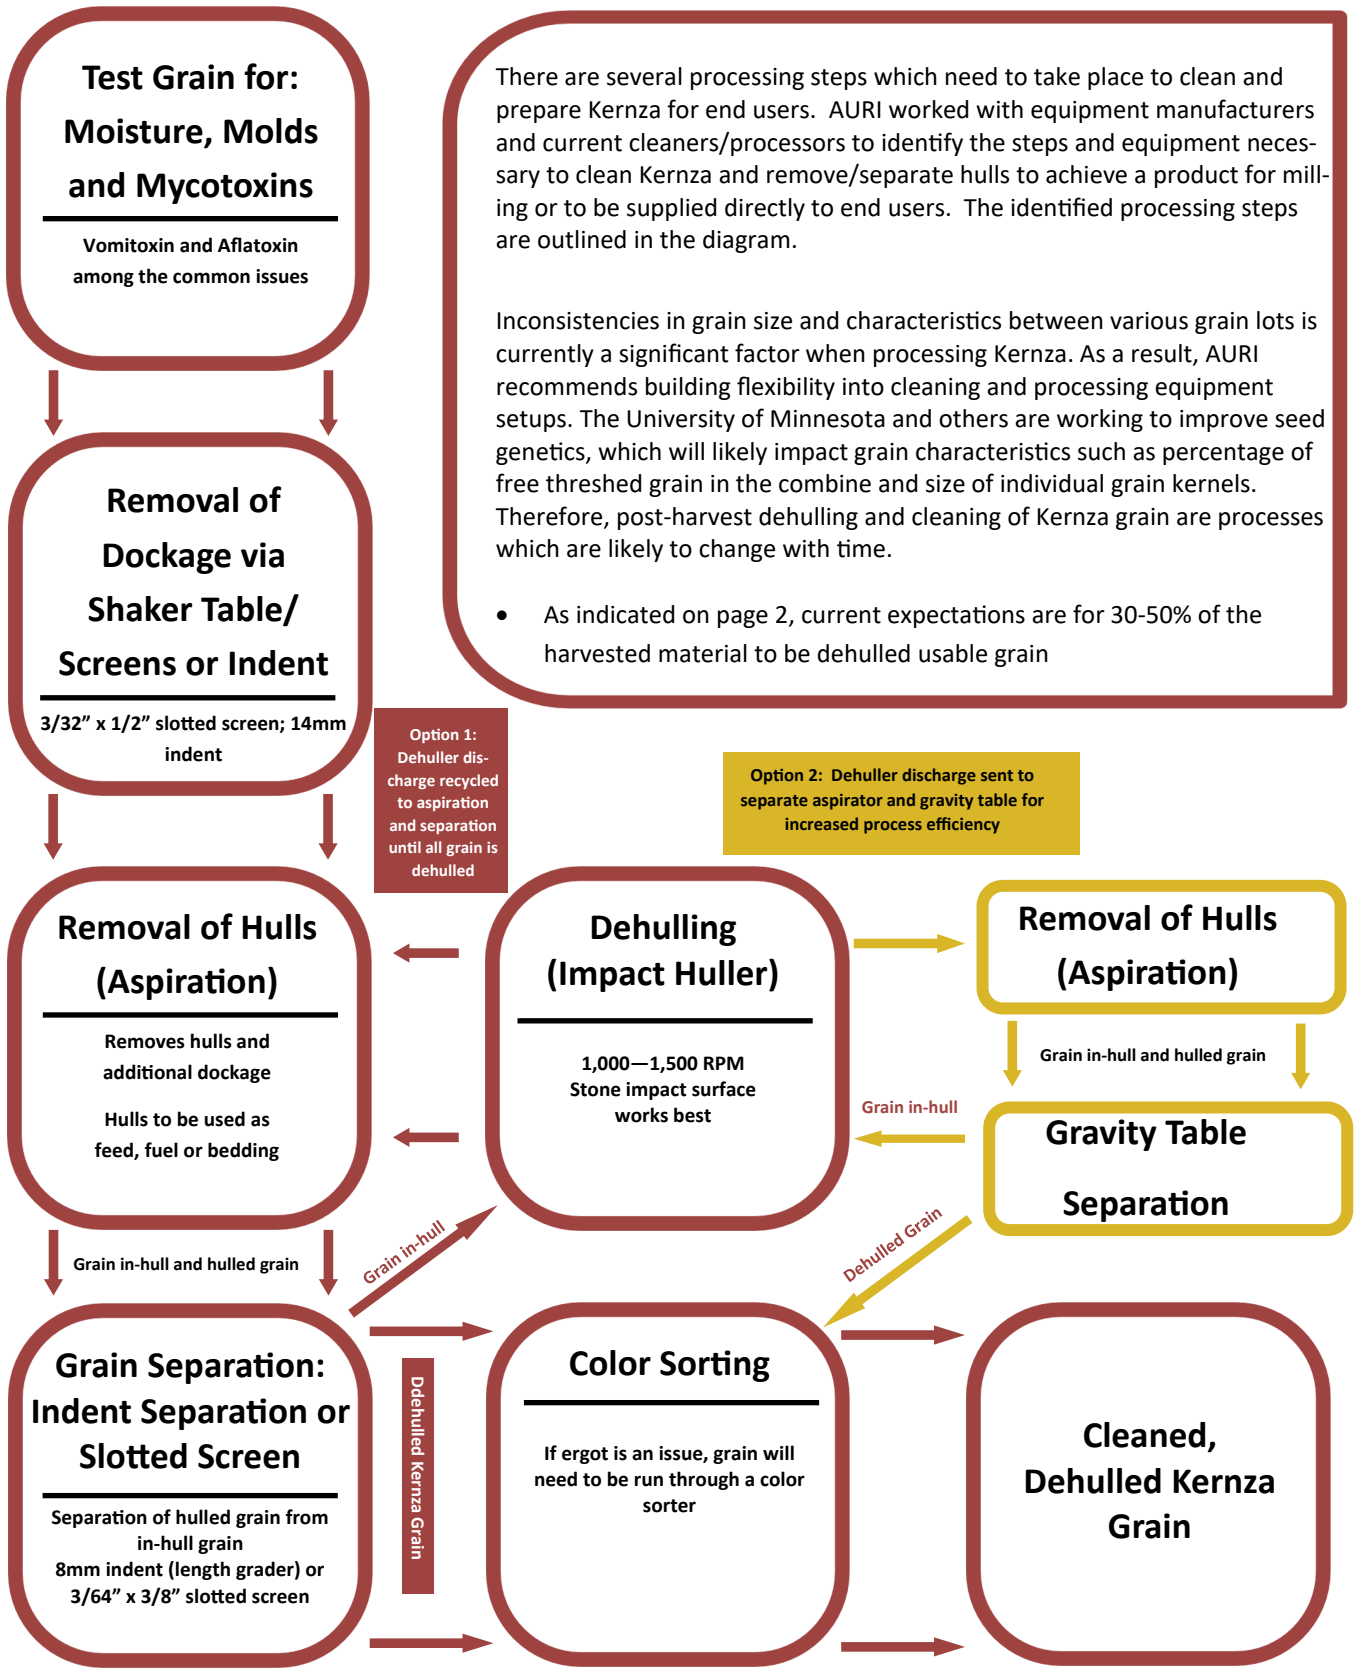 Test Grain for:
Moisture, Molds
and Mycotoxins
Vomitoxin and Aflatoxin
among the common issues
There are several processing steps which need to take place to clean and
prepare Kernza for end users.  AURI worked with equipment manufacturers
and current cleaners/processors to identify the steps and equipment neces-
sary to clean Kernza and remove/separate hulls to achieve a product for mill-
ing or to be supplied directly to end users.  The identified processing steps
are outlined in the diagram.
Inconsistencies in grain size and characteristics between various grain lots is
currently a significant factor when processing Kernza. As a result, AURI
recommends building flexibility into cleaning and processing equipment
setups. The University of Minnesota and others are working to improve seed
genetics, which will likely impact grain characteristics such as percentage of
free threshed grain in the combine and size of individual grain kernels.
Therefore, post-harvest dehulling and cleaning of Kernza grain are processes
which are likely to change with time.
• As indicated on page 2, current expectations are for 30-50% of the
harvested material to be dehulled usable grain
Removal of
Dockage via
Shaker Table/
Screens or Indent
3/32” x 1/2” slotted screen; 14mm
indent
Option 1:
Dehuller dis-
charge recycled
to aspiration
and separation
until all grain is
dehulled
Option 2:  Dehuller discharge sent to
separate aspirator and gravity table for
increased process efficiency
Removal of Hulls
(Aspiration)
Removes hulls and
additional dockage
Hulls to be used as
feed, fuel or bedding
Dehulling
(Impact Huller)
1,000—1,500 RPM
Stone impact surface
works best
Removal of Hulls
(Aspiration)
Grain in-hull and hulled grain
Grain in-hull
Gravity Table
Separation
Grain in-hull and hulled grain
Grain in-hull
Dehulled Grain
Grain Separation:
Indent Separation or
Slotted Screen
Separation of hulled grain from
in-hull grain
8mm indent (length grader) or
3/64” x 3/8” slotted screen
Ddehulled Kernza Grain
Color Sorting
If ergot is an issue, grain will
need to be run through a color
sorter
Cleaned,
Dehulled Kernza
Grain